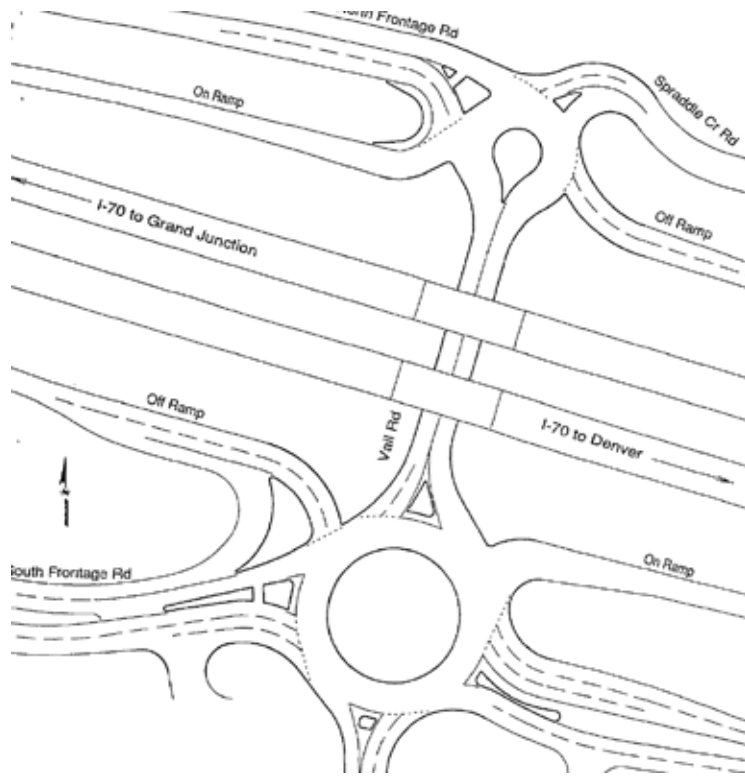 North Frontage Rd
Spraddle Cr Rd
On Ramp
I-70 to Grand Junction
Off Ramp
Off Ramp
Vail Rd
I-70 to Denver
South Frontage Rd
On Ramp